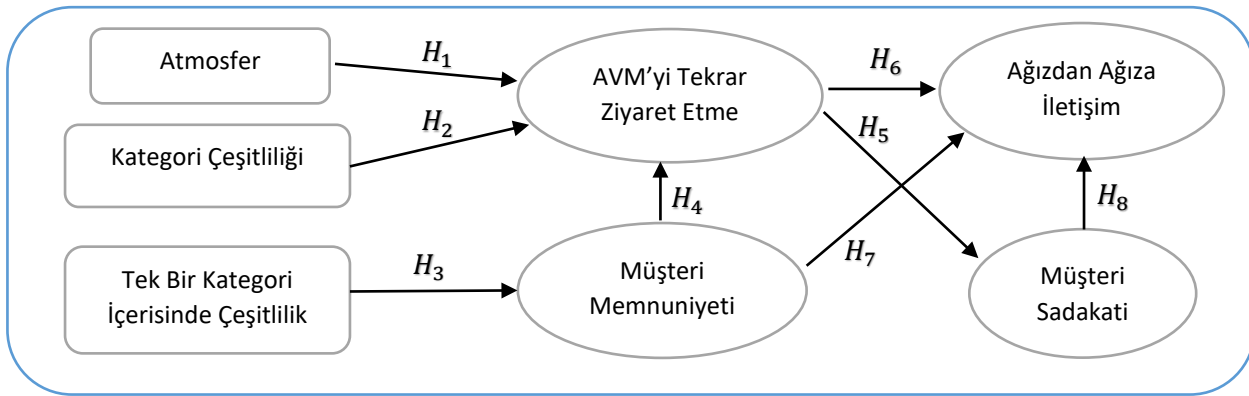 Atmosfer
H₁
AVM'yi Tekrar
Ziyaret Etme
H₆
Ağızdan Ağıza
İletişim
Kategori Çeşitliliği
H₂
H₅
H₄
H₈
Tek Bir Kategori
İçerisinde Çeşitlilik
H₃
Müşteri
Memnuniyeti
H₇
Müşteri
Sadakati